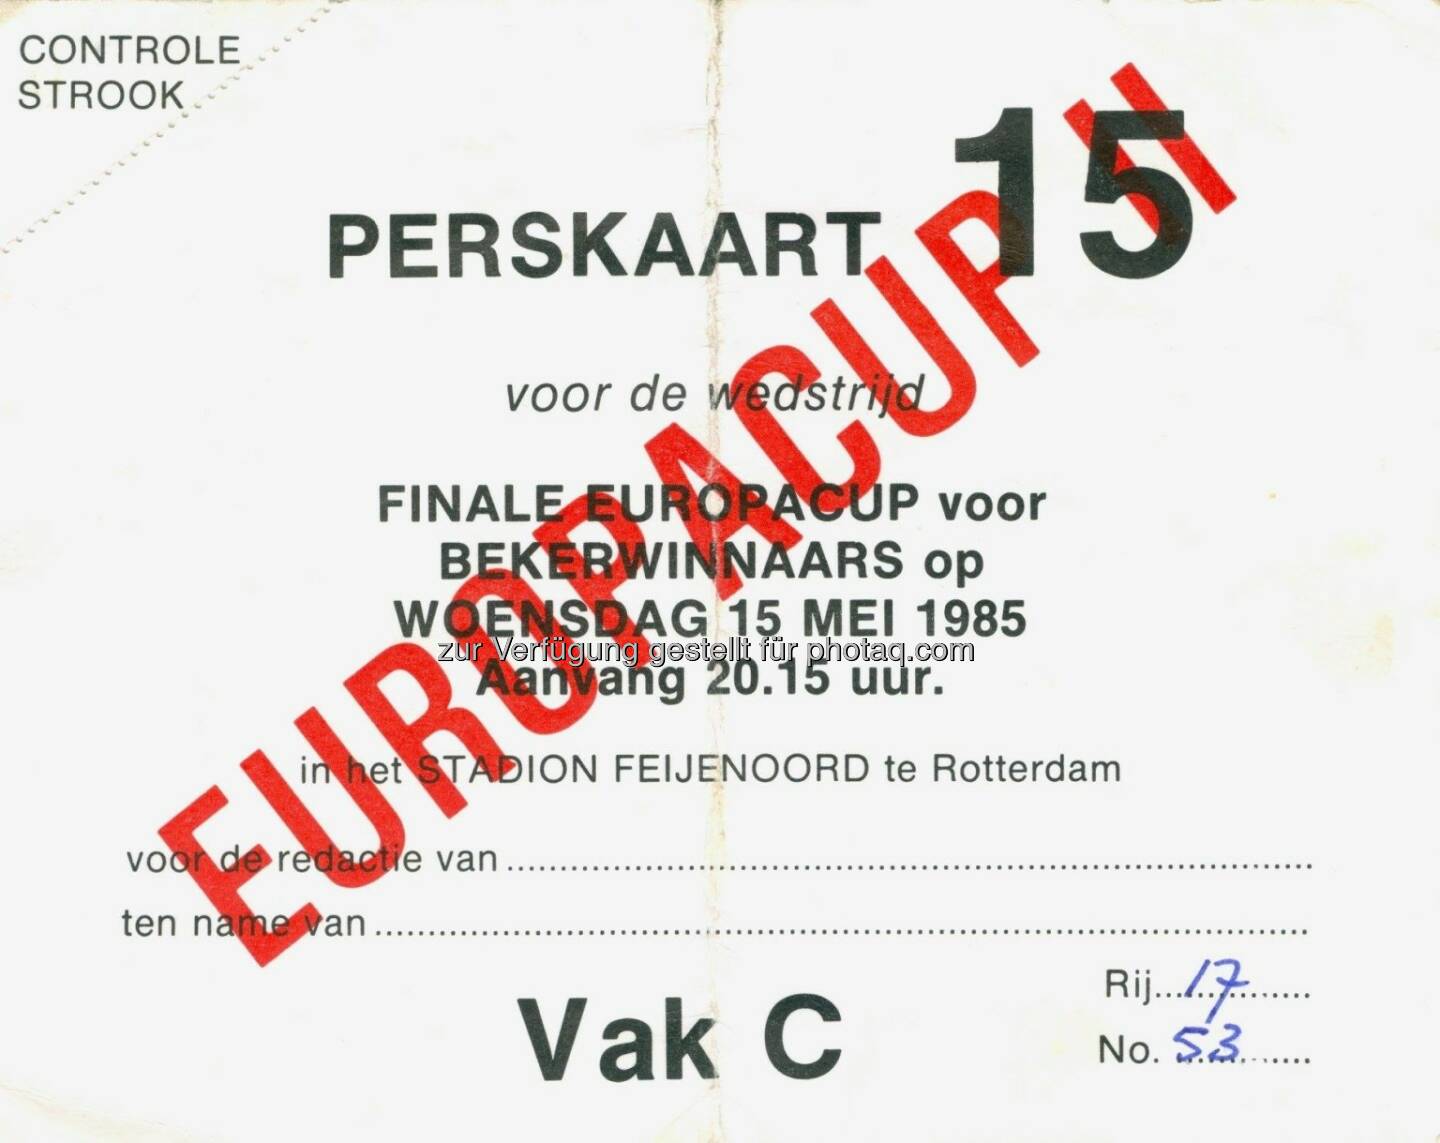 CONTROLE
STROOK
15
PERSKAART
EUROPACUP II
voor de wedstrijd
FINALE EUROPACUP voor
BEKERWINNAARS op
WOENSDAG 15 MEI 1985
zur Verfügung gestellt für photaq.com
Aanvang 20.15 uur.
in het STADION FEIJENOORD te Rotterdam
voor de redactie van
ten name van
Rij 17
No. 53
Vak C